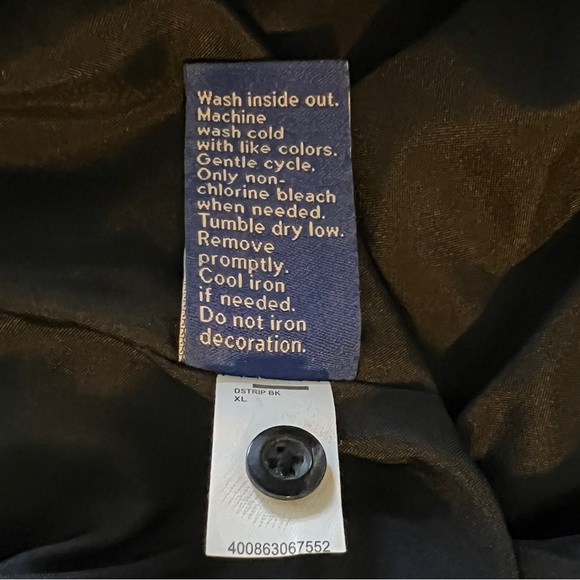 Wash inside out.
Machine
wash cold
with like colors.
Gentle cycle.
Only non-
chlorine bleach
when needed.
Tumble dry low.
Remove
promptly.
Cool iron
if needed.
Do not iron
decoration.
DSTRIP BK
XL
400863067552